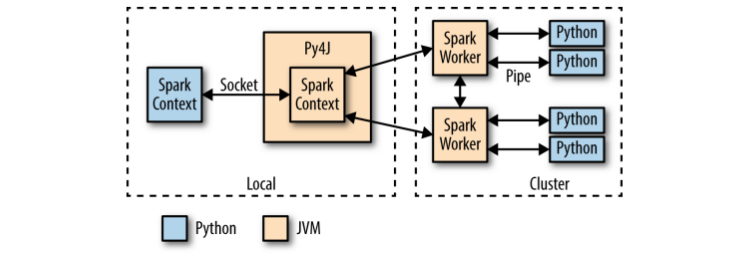 Py4J
Spark
Context
Socket
Spark
Context
Local
Spark
Worker
Python
Python
Pipe
Spark
Worker
Python
Python
Cluster
Python
JVM